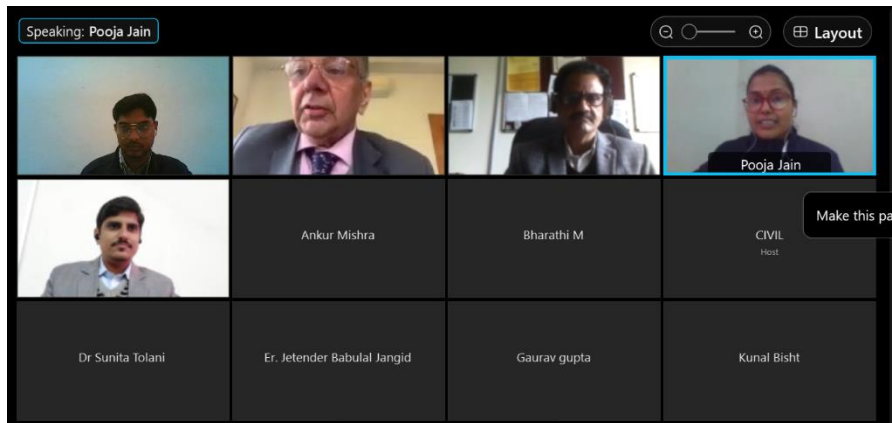 Speaking: Pooja Jain
Layout
Pooja Jain
Make this pa
Ankur Mishra
Bharathi M
CIVIL
Host
Dr Sunita Tolani
Er. Jetender Babulal Jangid
Gaurav gupta
Kunal Bisht